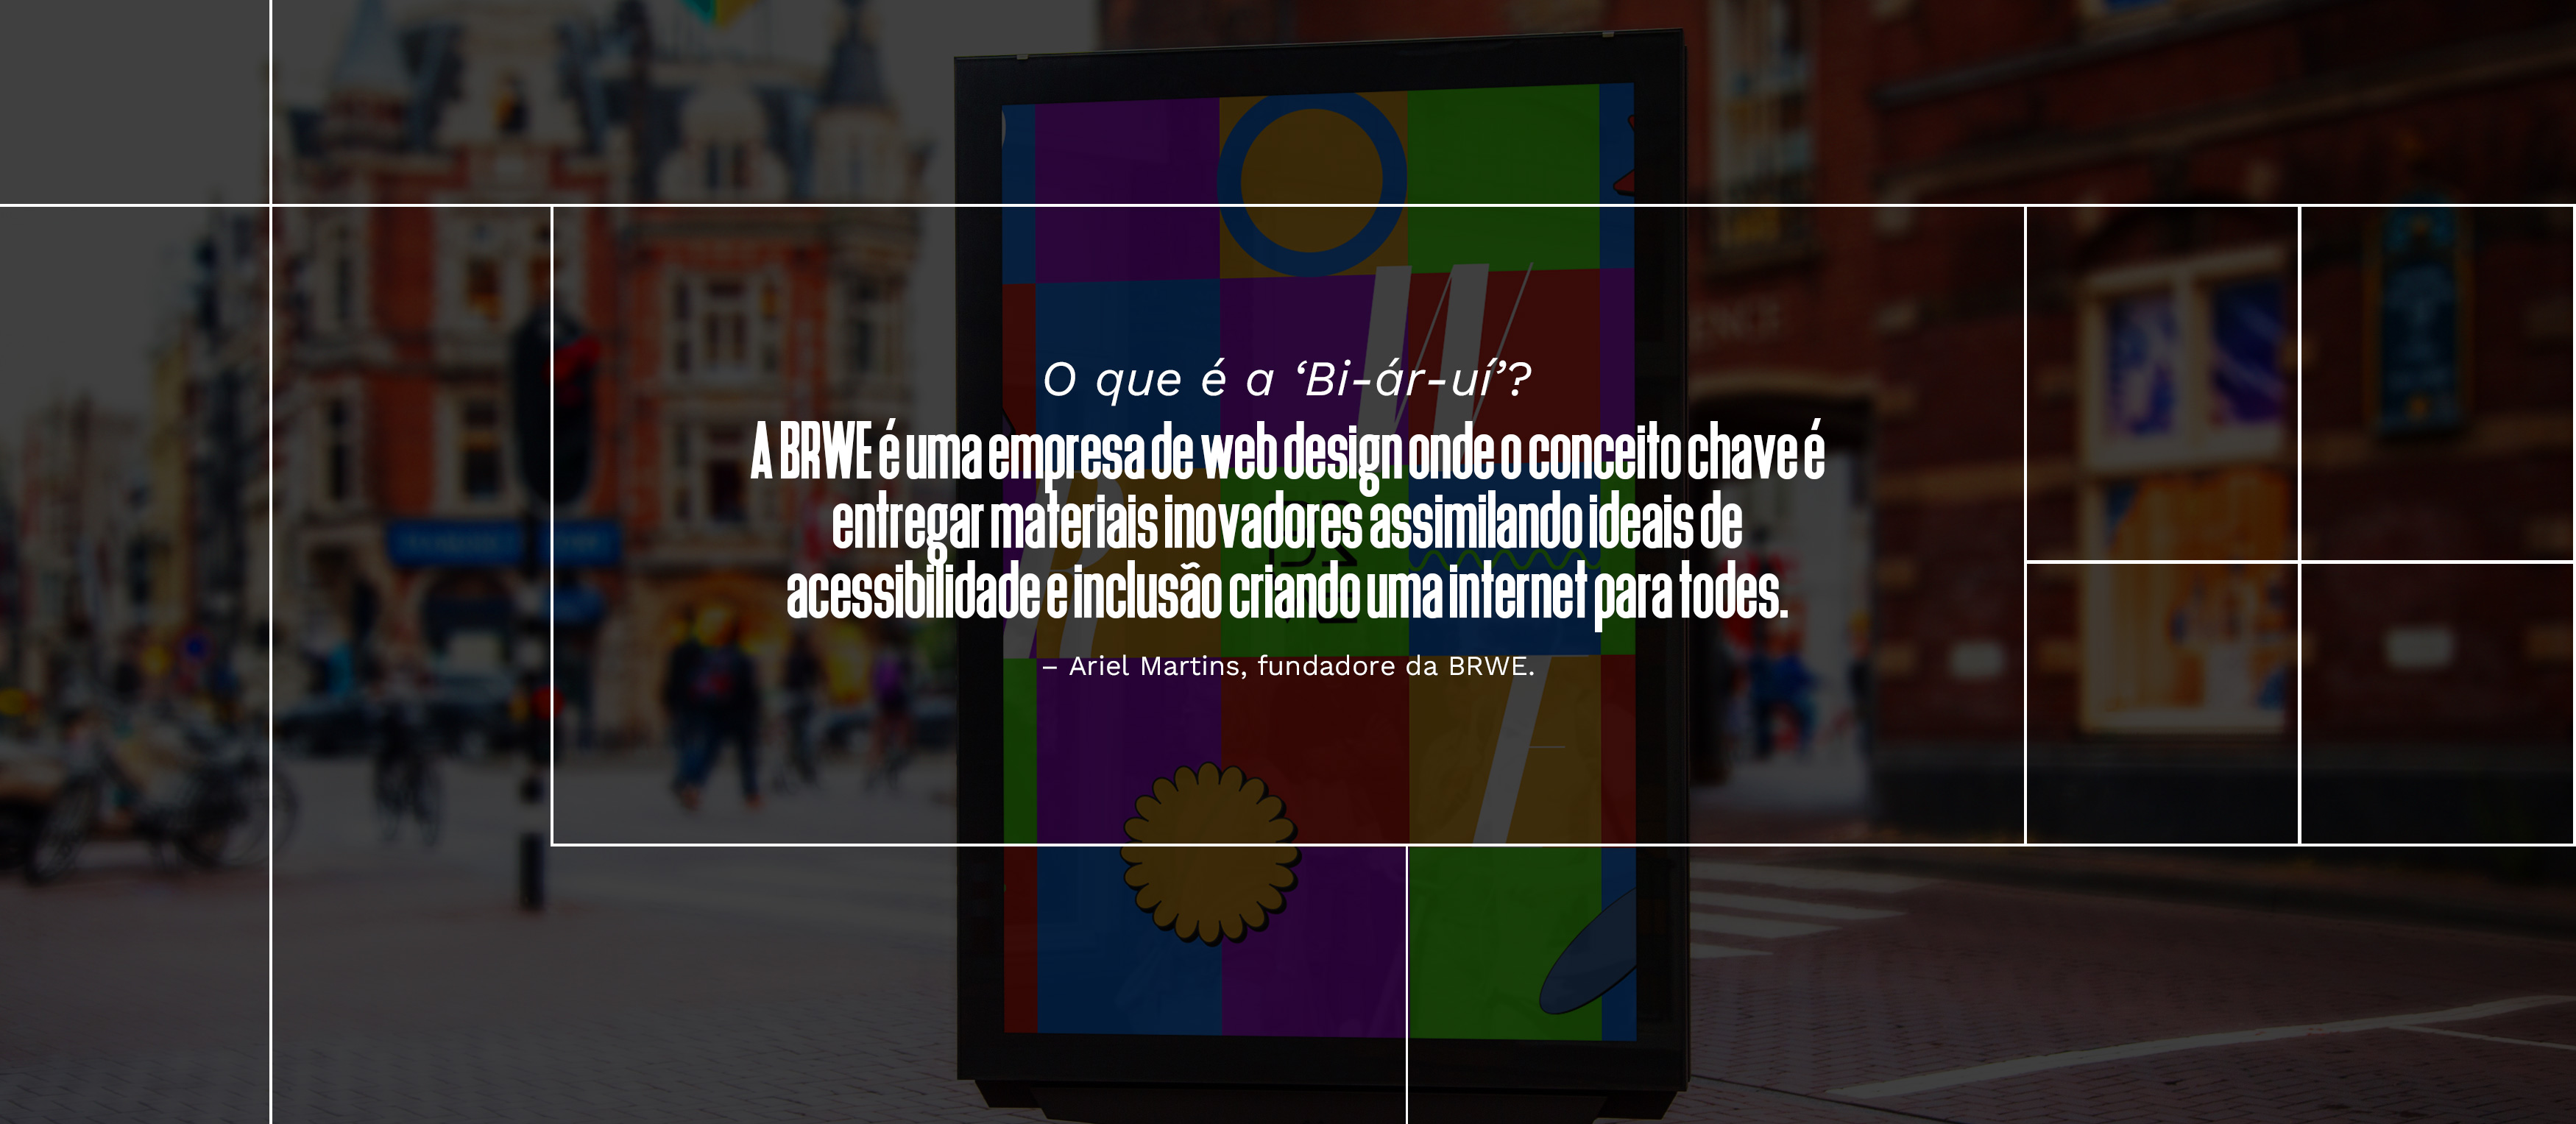 O que é a ‘Bi-ár-uí’?
A BRWE é uma empresa de web design onde o conceito chave é
entregar materiais inovadores assimilando ideais de
acessibilidade e inclusão criando uma internet para todes.
– Ariel Martins, fundadore da BRWE.